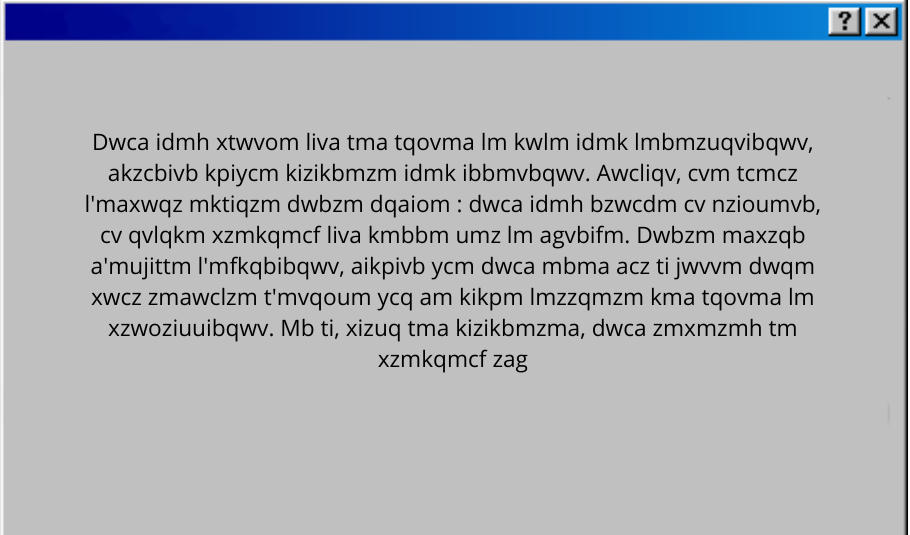 Dwca idmh xtwvom liva tma tqovma lm kwlm idmk lmbmzuqvibqwv,
akzcbivb kpiycm kizikbmzm idmk ibbmvbqwv. Awcliqv, cvm tcmcz
l'maxwqz mktiqzm dwbzm dqaiom : dwca idmh bzwcdm cv nzioumvb,
cv qvlqkm xzmkqmcf liva kmbbm umz lm agvbifm. Dwbzm maxzqb
a'mujittm l'mfkqbibqwv, aikpivb ycm dwca mbma acz ti jwvvm dwqm
xwcz zmawclzm t'mvqoum ycq am kikpm lmzzqmzm kma tqovma lm
xzwoziuuibqwv. Mb ti, xizuq tma kizikbmzma, dwca zmxmzmh tm
xzmkqmcf zag